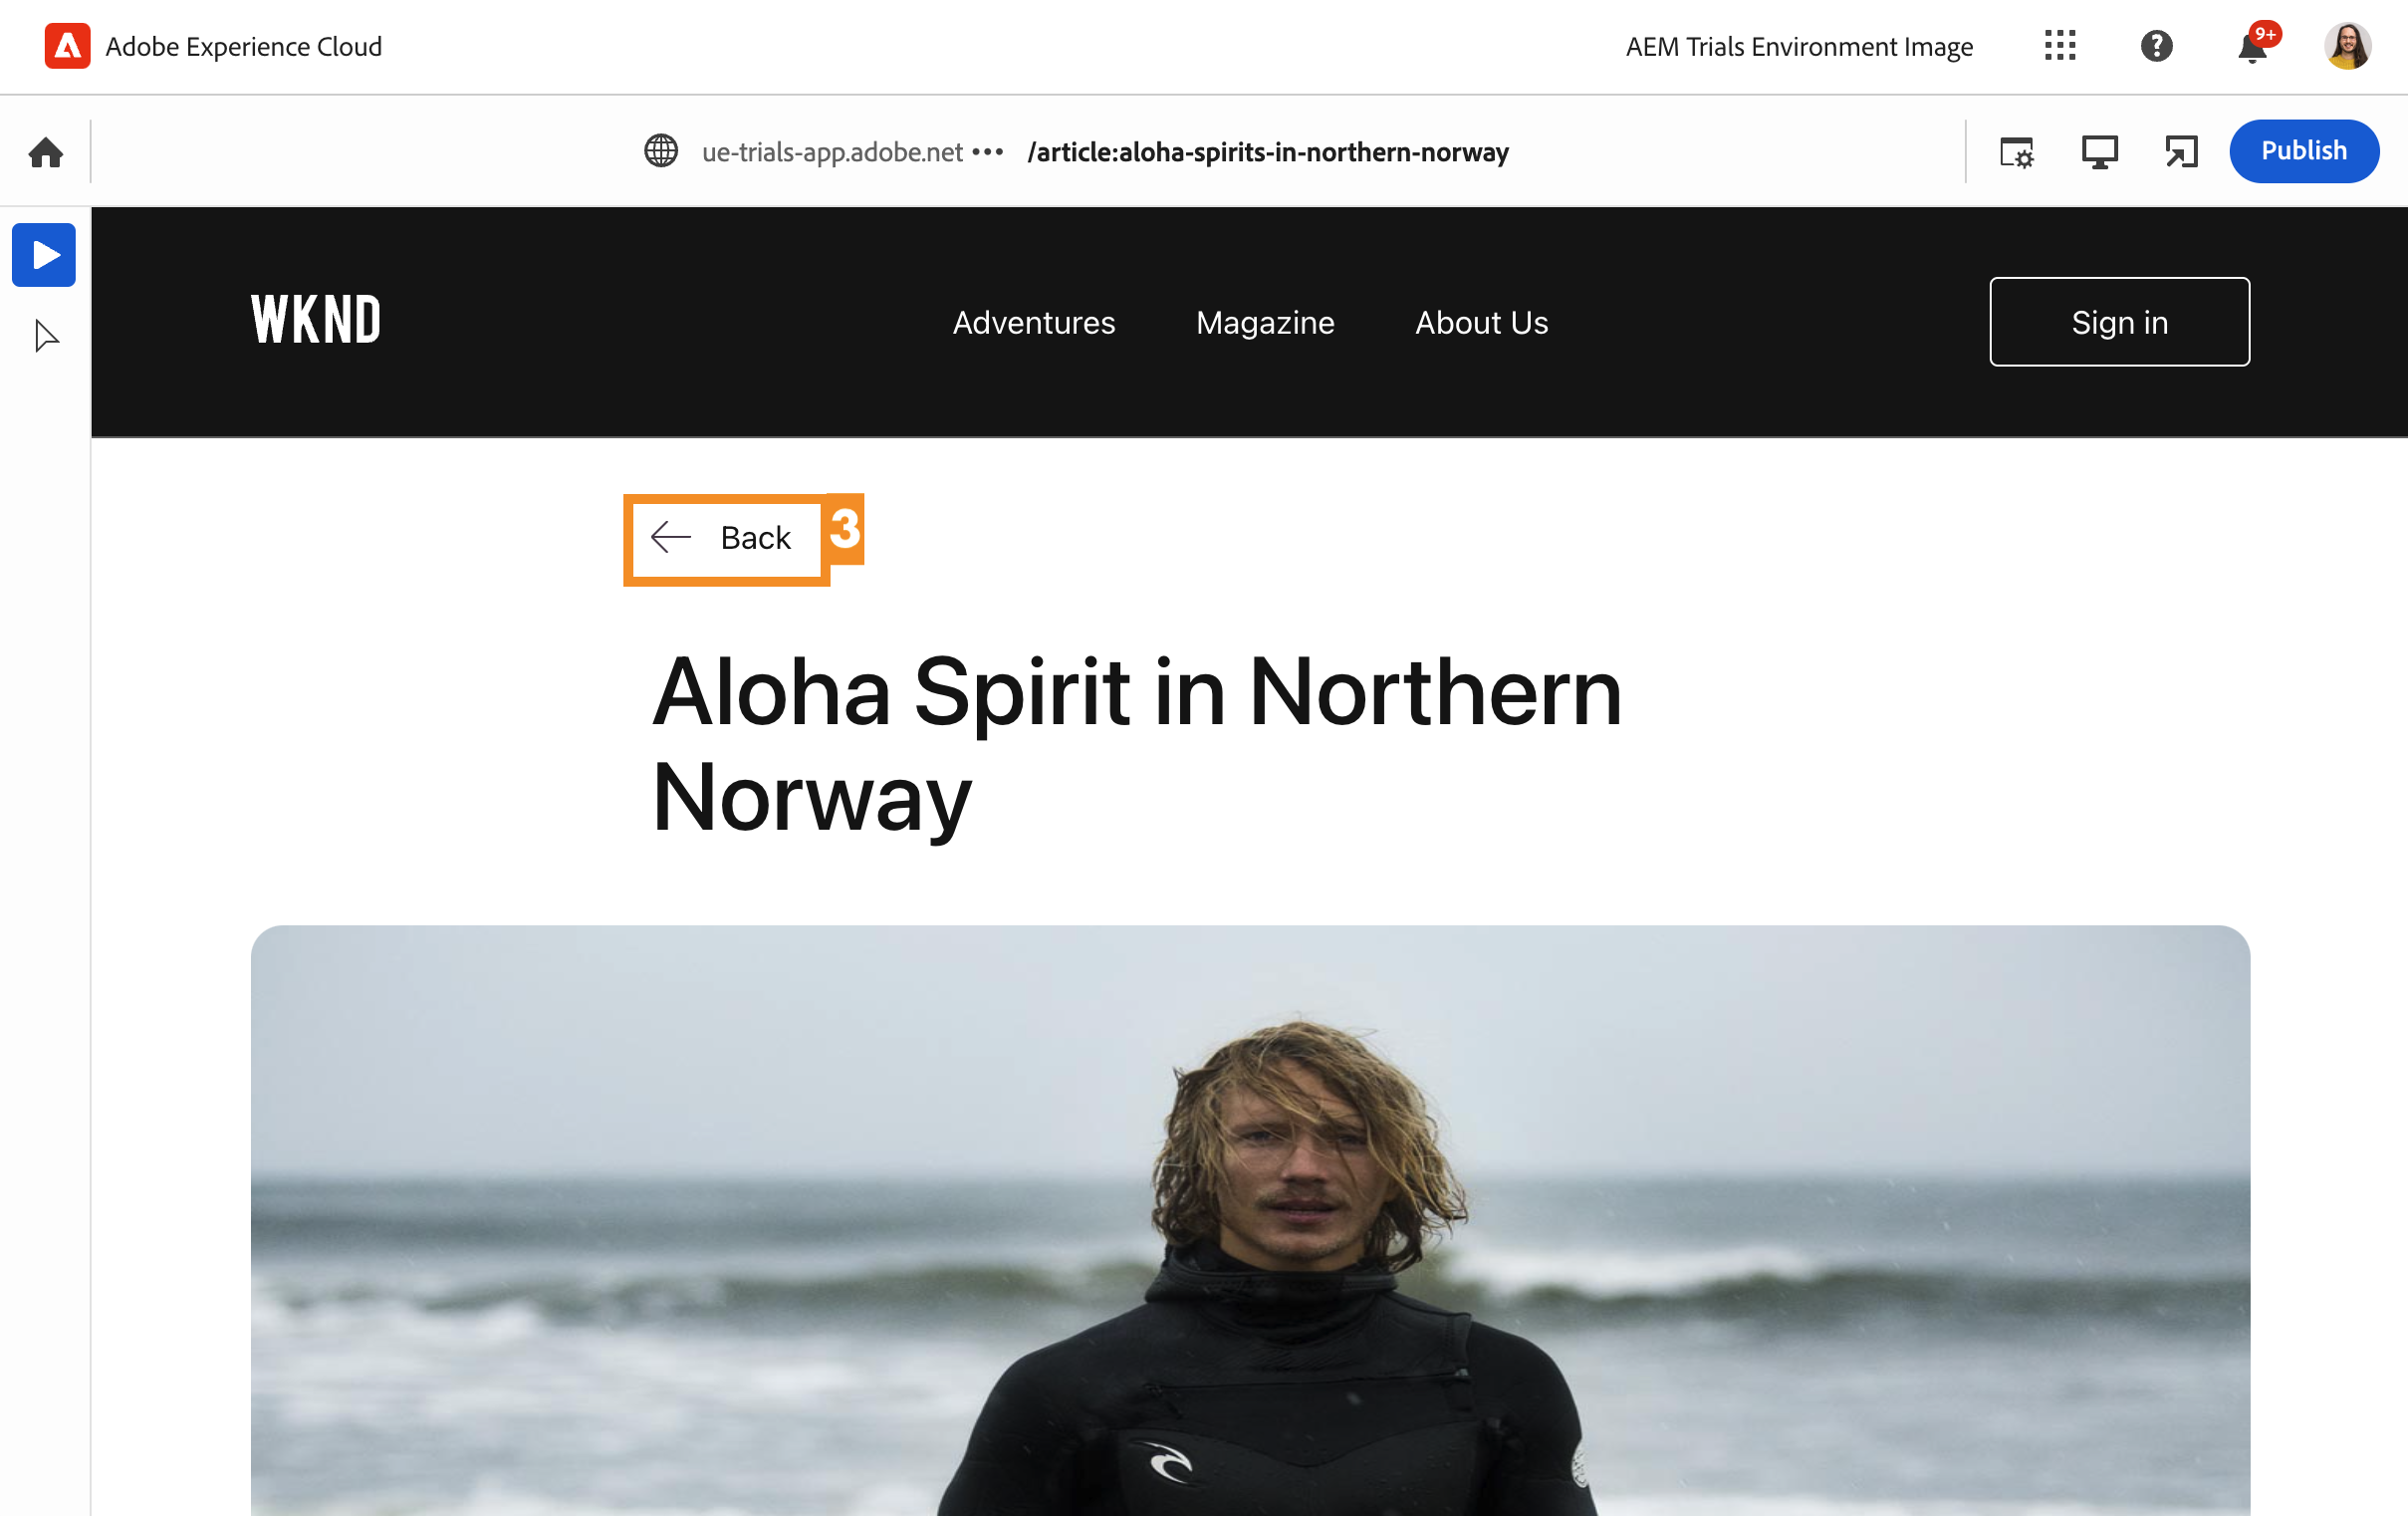 Adobe Experience Cloud
AEM Trials Environment Image
9+
ue-trials-app.adobe.net ••• /article:aloha-spirits-in-northern-norway
Publish
WKND
Adventures
Magazine
About Us
Sign in
Back
3
Aloha Spirit in Northern
Norway